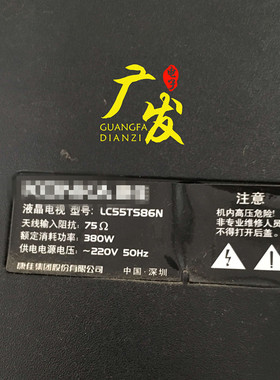 广发
电子
GUANGFA
DIANZI
液晶电视 型号: LC55TS86N
天线输入阻抗: 75Ω
额定消耗功率: 380W
供电电源电压: ~220V 50Hz
康佳集团股份有限公司
中国·深圳
注意
机内高压危险!
非专业维修人员
勿打开后盖。